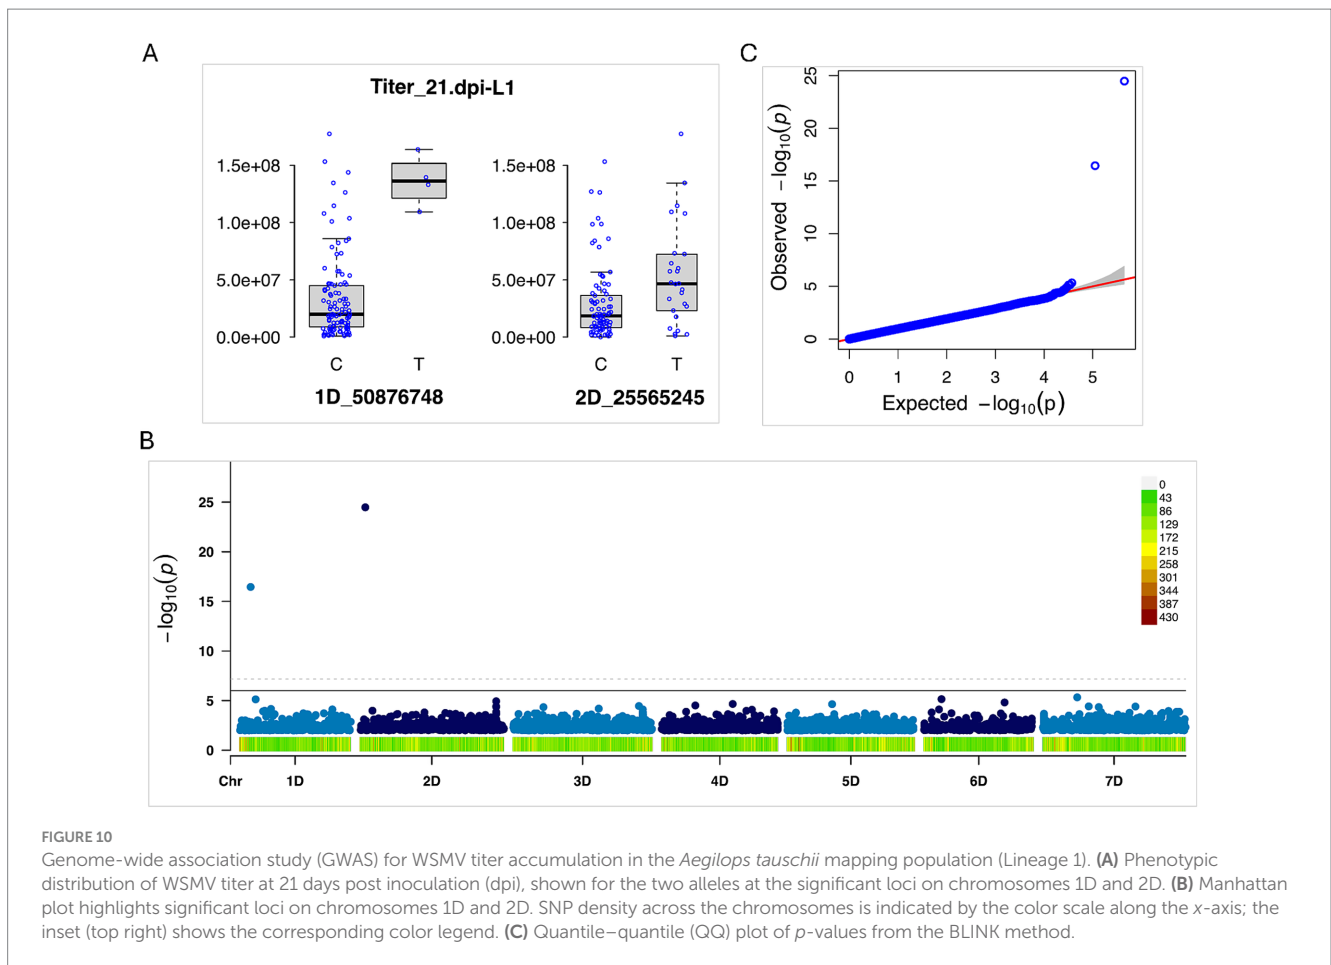 A
Titer_21.dpi-L1
1.5e+08
1.0e+08
5.0e+07
0.0e+00
C T
1D_50876748
1.5e+08
1.0e+08
5.0e+07
0.0e+00
C T
2D_25565245
C
Observed −log10(p)
25
20
15
10
5
0
0 1 2 3 4 5
Expected −log10(p)
B
−log10(p)
25
20
15
10
5
0
Chr 1D 2D 3D 4D 5D 6D 7D
0
43
86
129
172
215
258
301
344
387
430
FIGURE 10
Genome-wide association study (GWAS) for WSMV titer accumulation in the Aegilops tauschii mapping population (Lineage 1). (A) Phenotypic
distribution of WSMV titer at 21 days post inoculation (dpi), shown for the two alleles at the significant loci on chromosomes 1D and 2D. (B) Manhattan
plot highlights significant loci on chromosomes 1D and 2D. SNP density across the chromosomes is indicated by the color scale along the x-axis; the
inset (top right) shows the corresponding color legend. (C) Quantile–quantile (QQ) plot of p-values from the BLINK method.